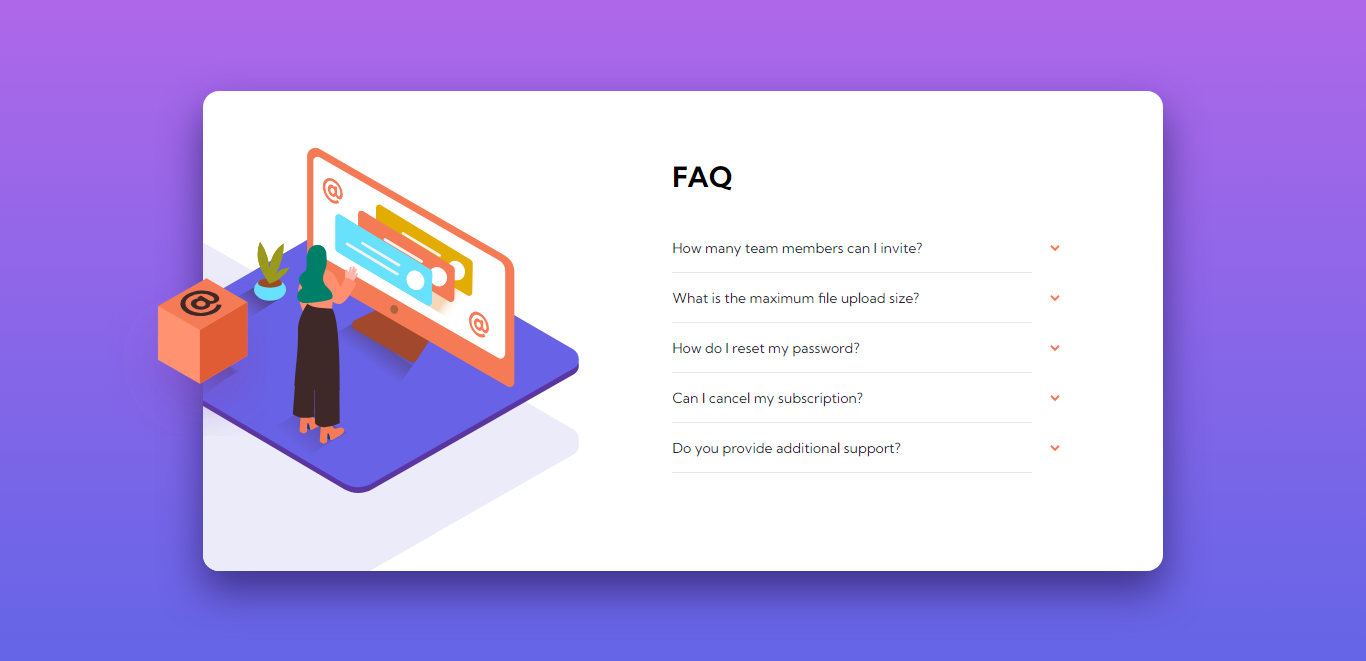 FAQ
How many team members can I invite?
What is the maximum file upload size?
How do I reset my password?
Can I cancel my subscription?
Do you provide additional support?
@
@
@